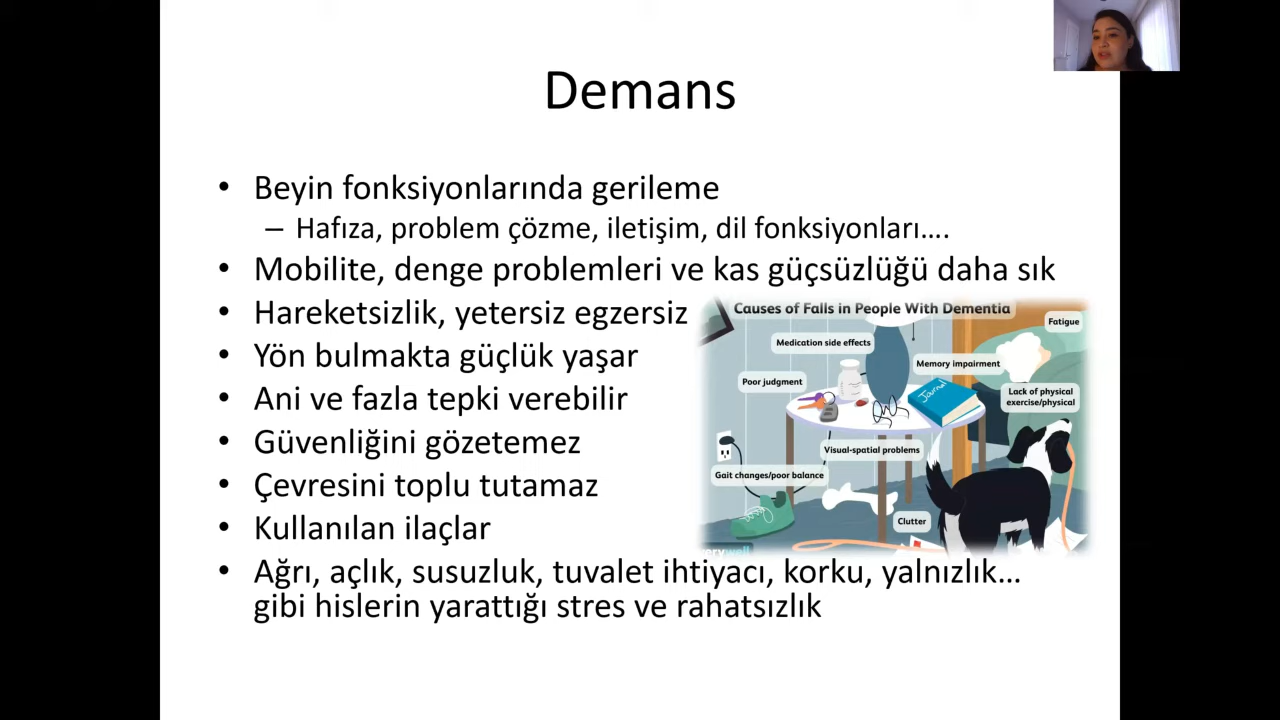 Demans
• Beyin fonksiyonlarında gerileme
– Hafıza, problem çözme, iletişim, dil fonksiyonları….
• Mobilite, denge problemleri ve kas güçsüzlüğü daha sık
• Hareketsizlik, yetersiz egzersiz
• Yön bulmakta güçlük yaşar
• Ani ve fazla tepki verebilir
• Güvenliğini gözetemez
• Çevresini toplu tutamaz
• Kullanılan ilaçlar
• Ağrı, açlık, susuzluk, tuvalet ihtiyacı, korku, yalnızlık…
gibi hislerin yarattığı stres ve rahatsızlık
Causes of Falls in People With Dementia
Fatigue
Medication side effects
Memory impairment
Poor judgment
Journal
Lack of physical
exercise/physical
Visual-spatial problems
Gait changes/poor balance
Clutter